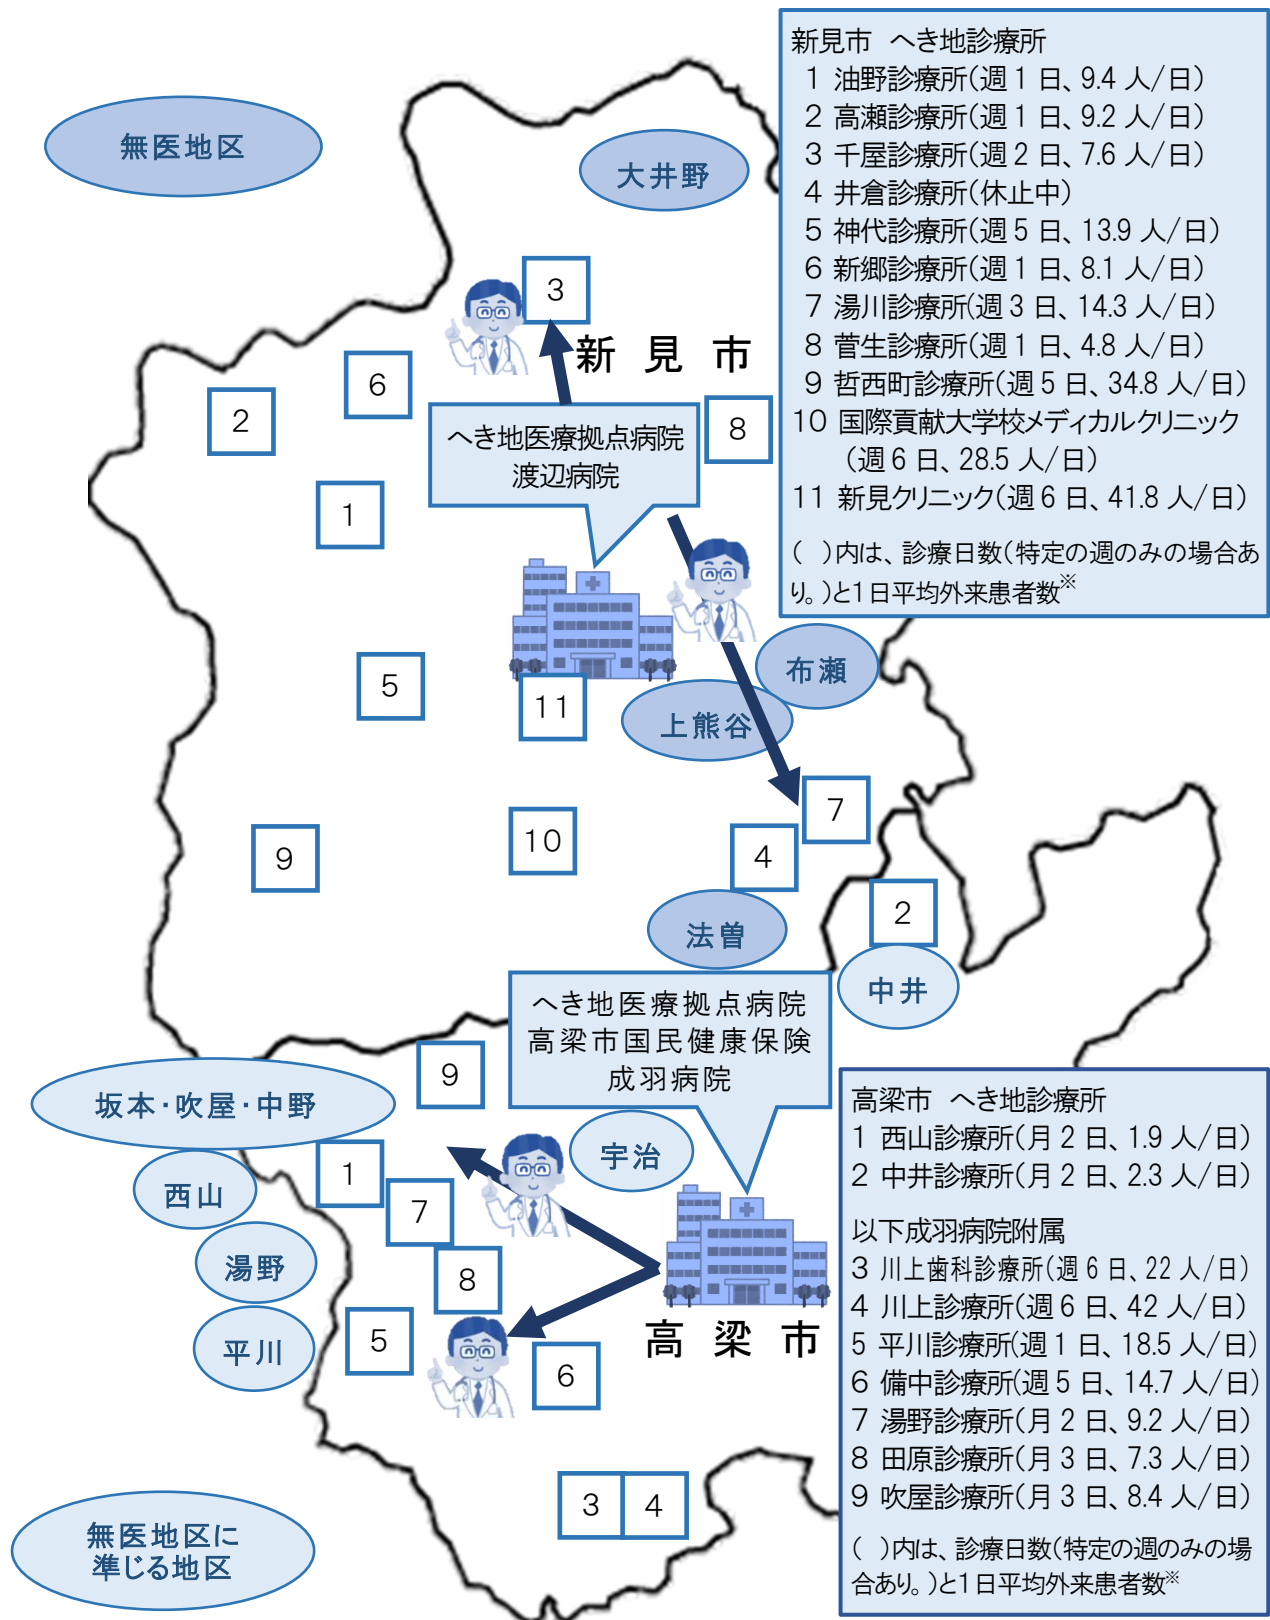 新見市 へき地診療所
1 油野診療所(週1日、9.4人/日)
2 高瀬診療所(週1日、9.2人/日)
3 千屋診療所(週2日、7.6人/日)
4 井倉診療所(休止中)
5 神代診療所(週5日、13.9人/日)
6 新郷診療所(週1日、8.1人/日)
7 湯川診療所(週3日、14.3人/日)
8 菅生診療所(週1日、4.8人/日)
9 哲西町診療所(週5日、34.8人/日)
10 国際貢献大学校メディカルクリニック
(週6日、28.5人/日)
11 新見クリニック(週6日、41.8人/日)
( )内は、診療日数(特定の週のみの場合あ
り。)と1日平均外来患者数※
無医地区
大井野
3
新見市
6
2
8
へき地医療拠点病院
渡辺病院
1
布瀬
5
11
上熊谷
7
10
4
9
2
法曽
中井
へき地医療拠点病院
高梁市国民健康保険
成羽病院
9
坂本・吹屋・中野
宇治
1
西山
7
湯野
8
高梁市
平川
5
6
3
4
無医地区に
準じる地区
高梁市 へき地診療所
1 西山診療所(月2日、1.9人/日)
2 中井診療所(月2日、2.3人/日)
以下成羽病院附属
3 川上歯科診療所(週6日、22人/日)
4 川上診療所(週6日、42人/日)
5 平川診療所(週1日、18.5人/日)
6 備中診療所(週5日、14.7人/日)
7 湯野診療所(月2日、9.2人/日)
8 田原診療所(月3日、7.3人/日)
9 吹屋診療所(月3日、8.4人/日)
( )内は、診療日数(特定の週のみの場
合あり。)と1日平均外来患者数※